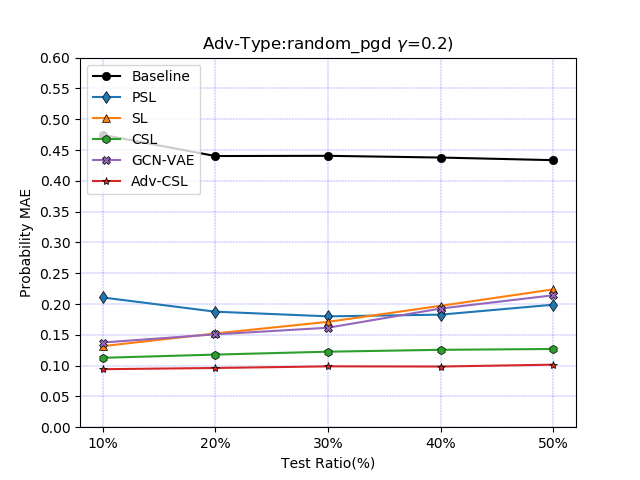 Adv-Type:random_pgd γ=0.2)
0.60
0.55
0.50
0.45
0.40
0.35
0.30
0.25
0.20
0.15
0.10
0.05
0.00
Probability MAE
Baseline
PSL
SL
CSL
GCN-VAE
Adv-CSL
10% 20% 30% 40% 50%
Test Ratio(%)